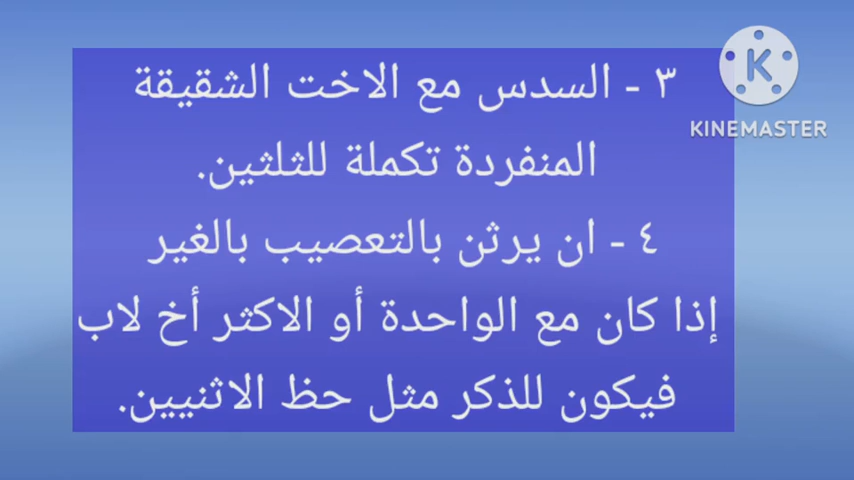 ٣ - السدس مع الاخت الشقيقة
المنفردة تكملة للثلثين.
٤ - ان يرثن بالتعصيب بالغير
إذا كان مع الواحدة أو الاكثر أخ لاب
فيكون للذكر مثل حظ الاثنيين.
K
KINEMASTER